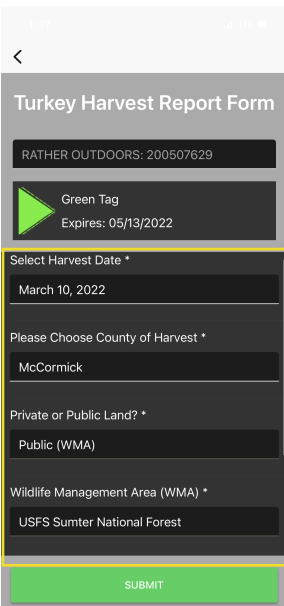 1:37
Turkey Harvest Report Form
RATHER OUTDOORS: 200507629
Green Tag
Expires: 05/13/2022
Select Harvest Date *
March 10, 2022
Please Choose County of Harvest *
McCormick
Private or Public Land? *
Public (WMA)
Wildlife Management Area (WMA) *
USFS Sumter National Forest
SUBMIT